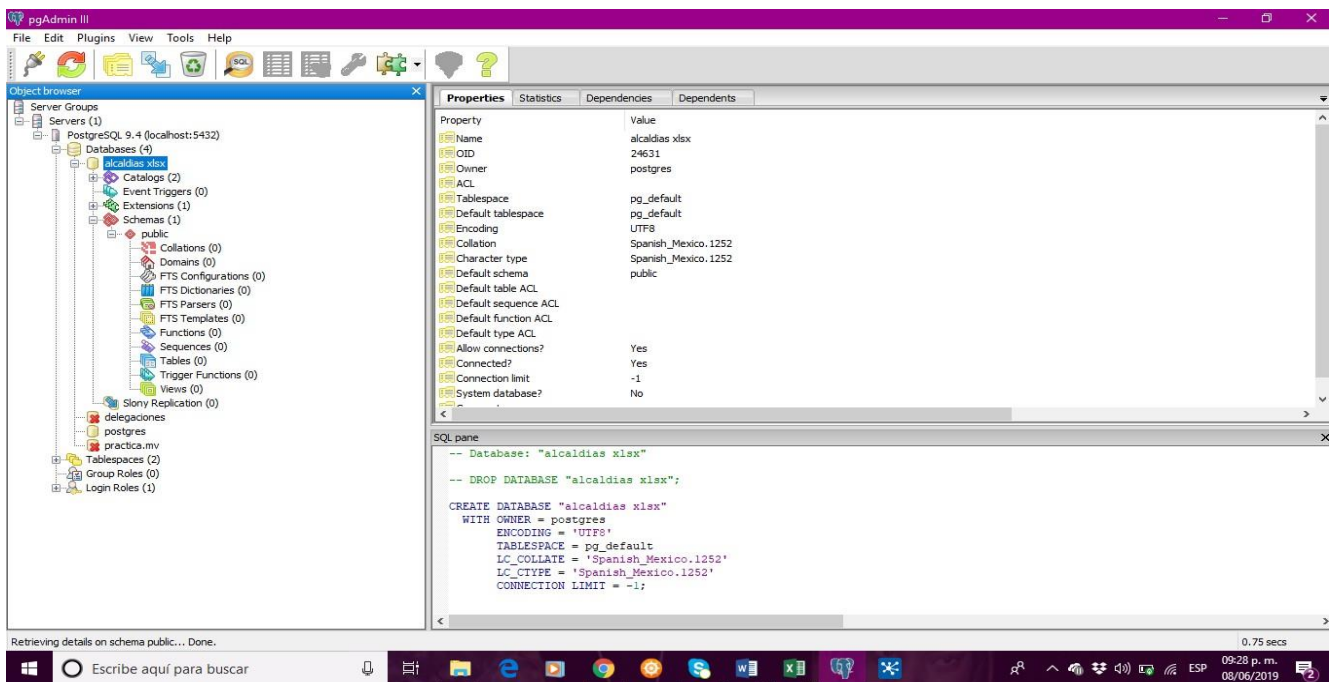 pgAdmin III
File Edit Plugins View Tools Help
SQL
Object browser
Server Groups
Servers (1)
PostgreSQL 9.4 (localhost:5432)
Databases (4)
alcaldias xlsx
Catalogs (2)
Event Triggers (0)
Extensions (1)
Schemas (1)
public
Collations (0)
Domains (0)
FTS Configurations (0)
FTS Dictionaries (0)
FTS Parsers (0)
FTS Templates (0)
Functions (0)
Sequences (0)
Tables (0)
Trigger Functions (0)
Views (0)
Slony Replication (0)
delegaciones
postgres
practica.mv
Tablespaces (2)
Group Roles (0)
Login Roles (1)
Properties Statistics Dependencies Dependents
Property Value
Name alcaldias xlsx
OID 24631
Owner postgres
ACL
Tablespace pg_default
Default tablespace pg_default
Encoding UTF8
Collation Spanish_Mexico.1252
Character type Spanish_Mexico.1252
Default schema public
Default table ACL
Default sequence ACL
Default function ACL
Default type ACL
Allow connections? Yes
Connected? Yes
Connection limit -1
System database? No
SQL pane
-- Database: "alcaldias xlsx"
-- DROP DATABASE "alcaldias xlsx";
CREATE DATABASE "alcaldias xlsx"
WITH OWNER = postgres
ENCODING = 'UTF8'
TABLESPACE = pg_default
LC_COLLATE = 'Spanish_Mexico.1252'
LC_CTYPE = 'Spanish_Mexico.1252'
CONNECTION LIMIT = -1;
Retrieving details on schema public... Done. 0.75 secs
Escribe aquí para buscar
ESP
09:28 p. m.
08/06/2019
2